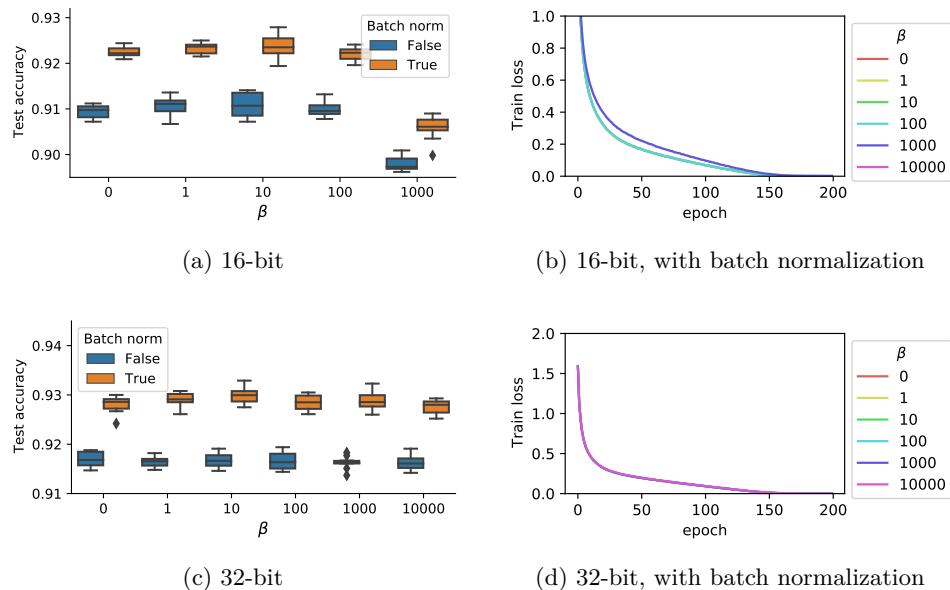 0.93
0.92
0.91
0.90
Test accuracy
Batch norm
False
True
0 1 10 100 1000
β
(a) 16-bit
1.0
0.8
0.6
0.4
0.2
0.0
Train loss
0 50 100 150 200
epoch
β
0
1
10
100
1000
10000
(b) 16-bit, with batch normalization
0.94
0.93
0.92
0.91
Test accuracy
Batch norm
False
True
0 1 10 100 1000 10000
β
(c) 32-bit
2.0
1.5
1.0
0.5
0.0
Train loss
0 50 100 150 200
epoch
β
0
1
10
100
1000
10000
(d) 32-bit, with batch normalization